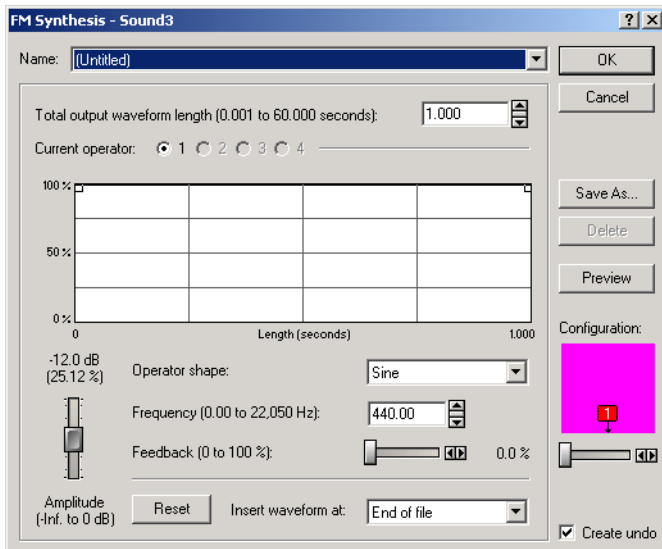 FM Synthesis - Sound3
Name: (Untitled)
OK
Cancel
Total output waveform length (0.001 to 60.000 seconds): 1.000
Current operator: 1 2 3 4
Save As...
Delete
Preview
100 %
50 %
0 %
0 Length (seconds) 1.000
Configuration:
1
-12.0 dB
(25.12 %)
Operator shape: Sine
Frequency (0.00 to 22,050 Hz): 440.00
Feedback (0 to 100 %): 0.0 %
Amplitude
(-Inf. to 0 dB)
Reset
Insert waveform at: End of file
Create undo